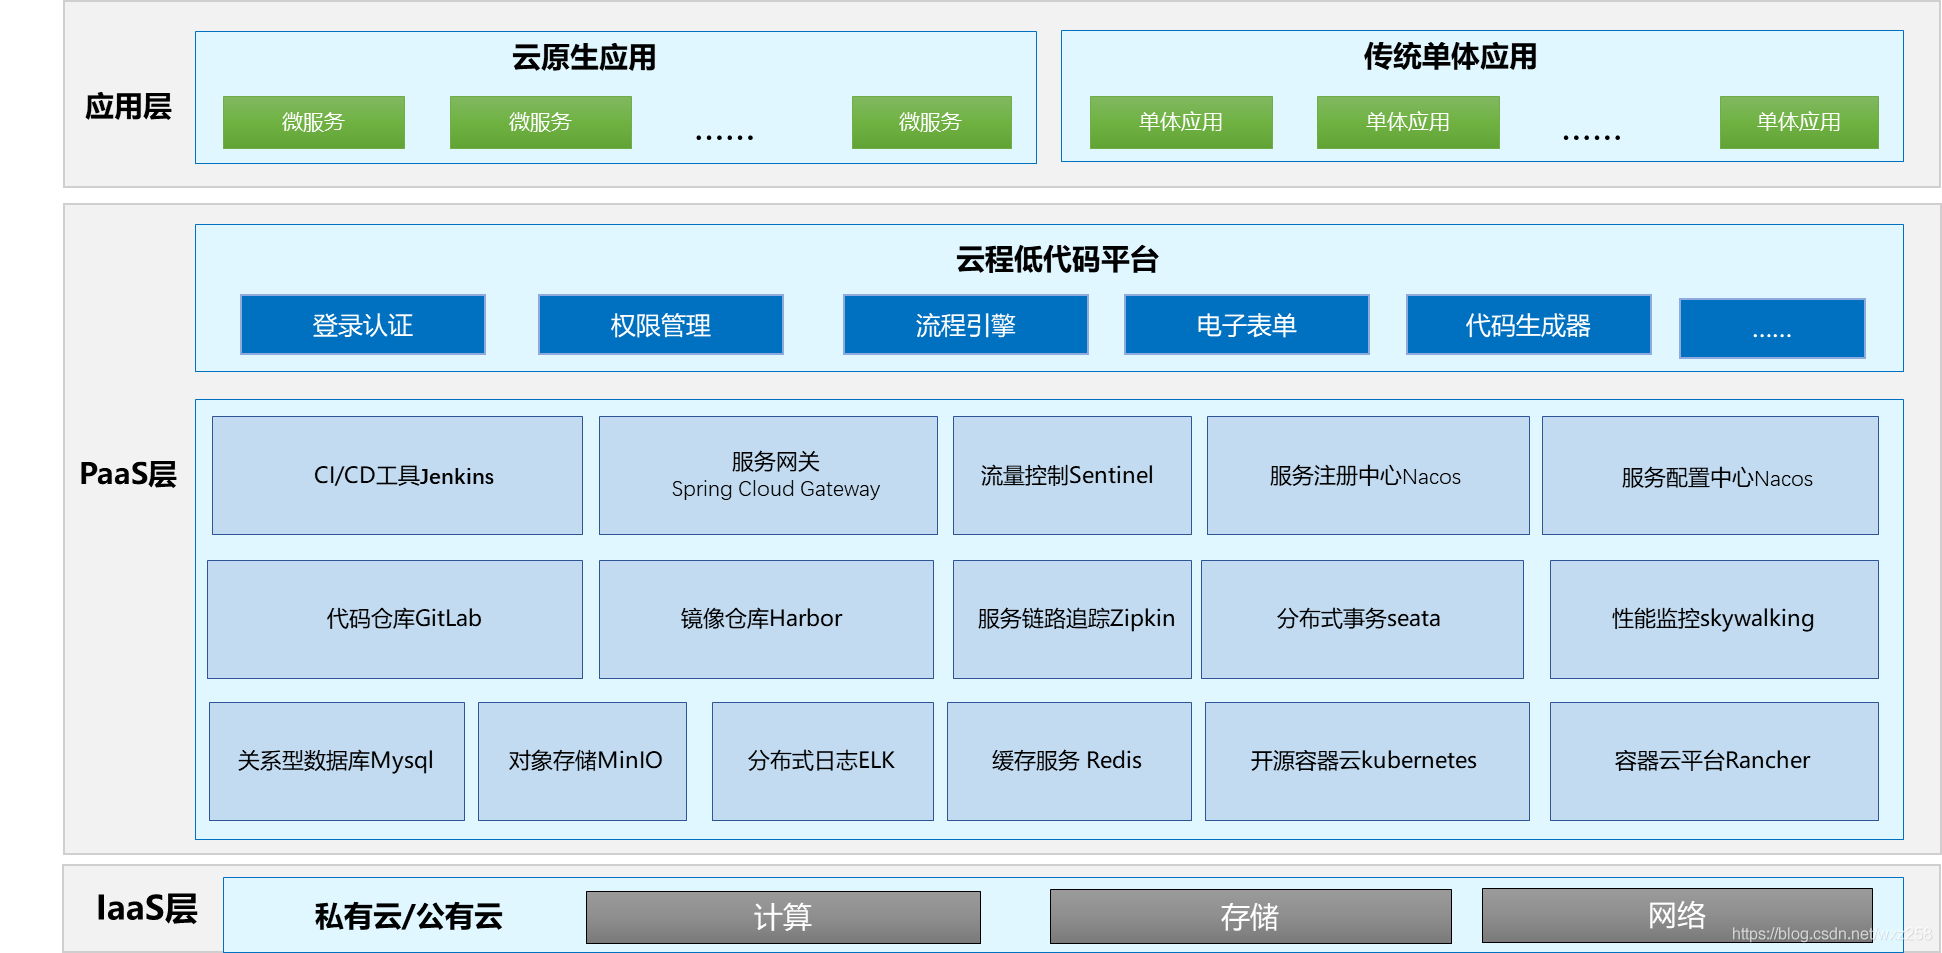 应用层
云原生应用
微服务
微服务
......
微服务
传统单体应用
单体应用
单体应用
......
单体应用
PaaS层
云程低代码平台
登录认证
权限管理
流程引擎
电子表单
代码生成器
......
CI/CD工具Jenkins
服务网关
Spring Cloud Gateway
流量控制Sentinel
服务注册中心Nacos
服务配置中心Nacos
代码仓库GitLab
镜像仓库Harbor
服务链路追踪Zipkin
分布式事务seata
性能监控skywalking
关系型数据库Mysql
对象存储MinIO
分布式日志ELK
缓存服务 Redis
开源容器云kubernetes
容器云平台Rancher
IaaS层
私有云/公有云
计算
存储
网络
https://blog.csdn.net/wxz258